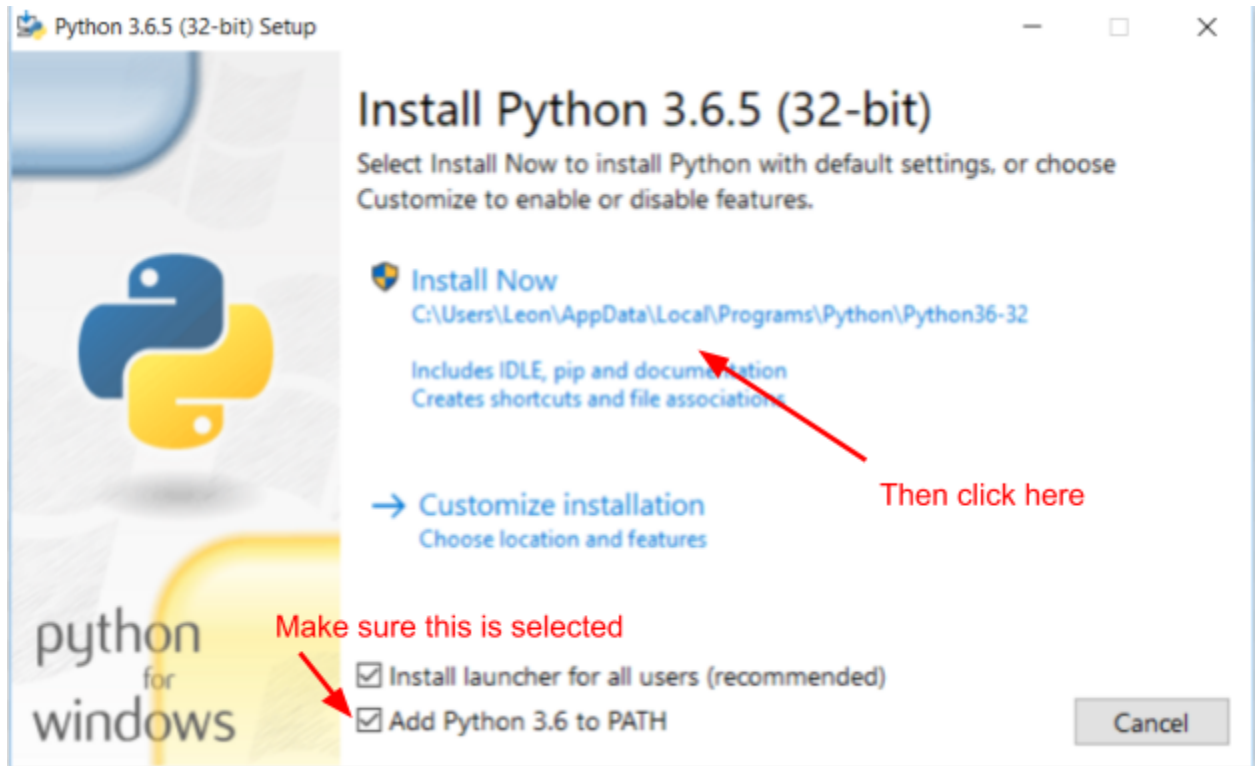 Python 3.6.5 (32-bit) Setup
Install Python 3.6.5 (32-bit)
Select Install Now to install Python with default settings, or choose
Customize to enable or disable features.
Install Now
C:\Users\Leon\AppData\Local\Programs\Python\Python36-32
Includes IDLE, pip and documentation
Creates shortcuts and file associations
Then click here
Customize installation
Choose location and features
Make sure this is selected
python
for
windows
Install launcher for all users (recommended)
Add Python 3.6 to PATH
Cancel